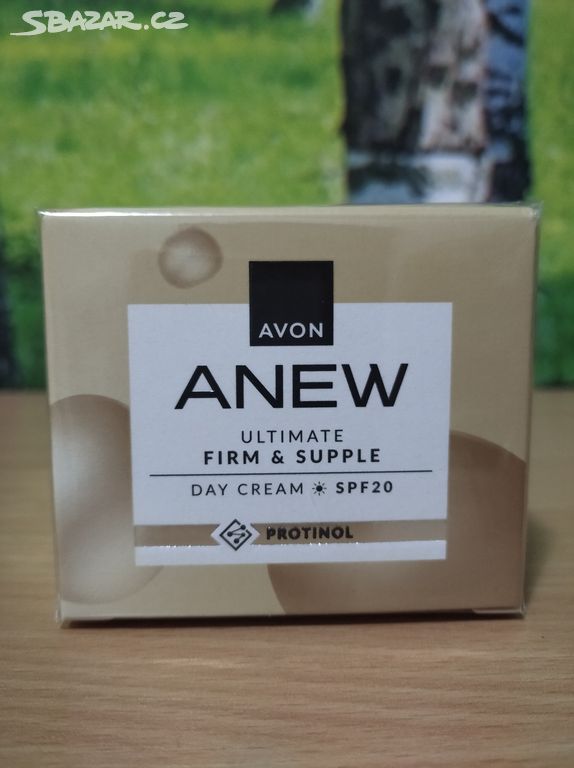 SBAZAR.CZ
AVON
ANEW
ULTIMATE
FIRM & SUPPLE
DAY CREAM ☀ SPF20
PROTINOL